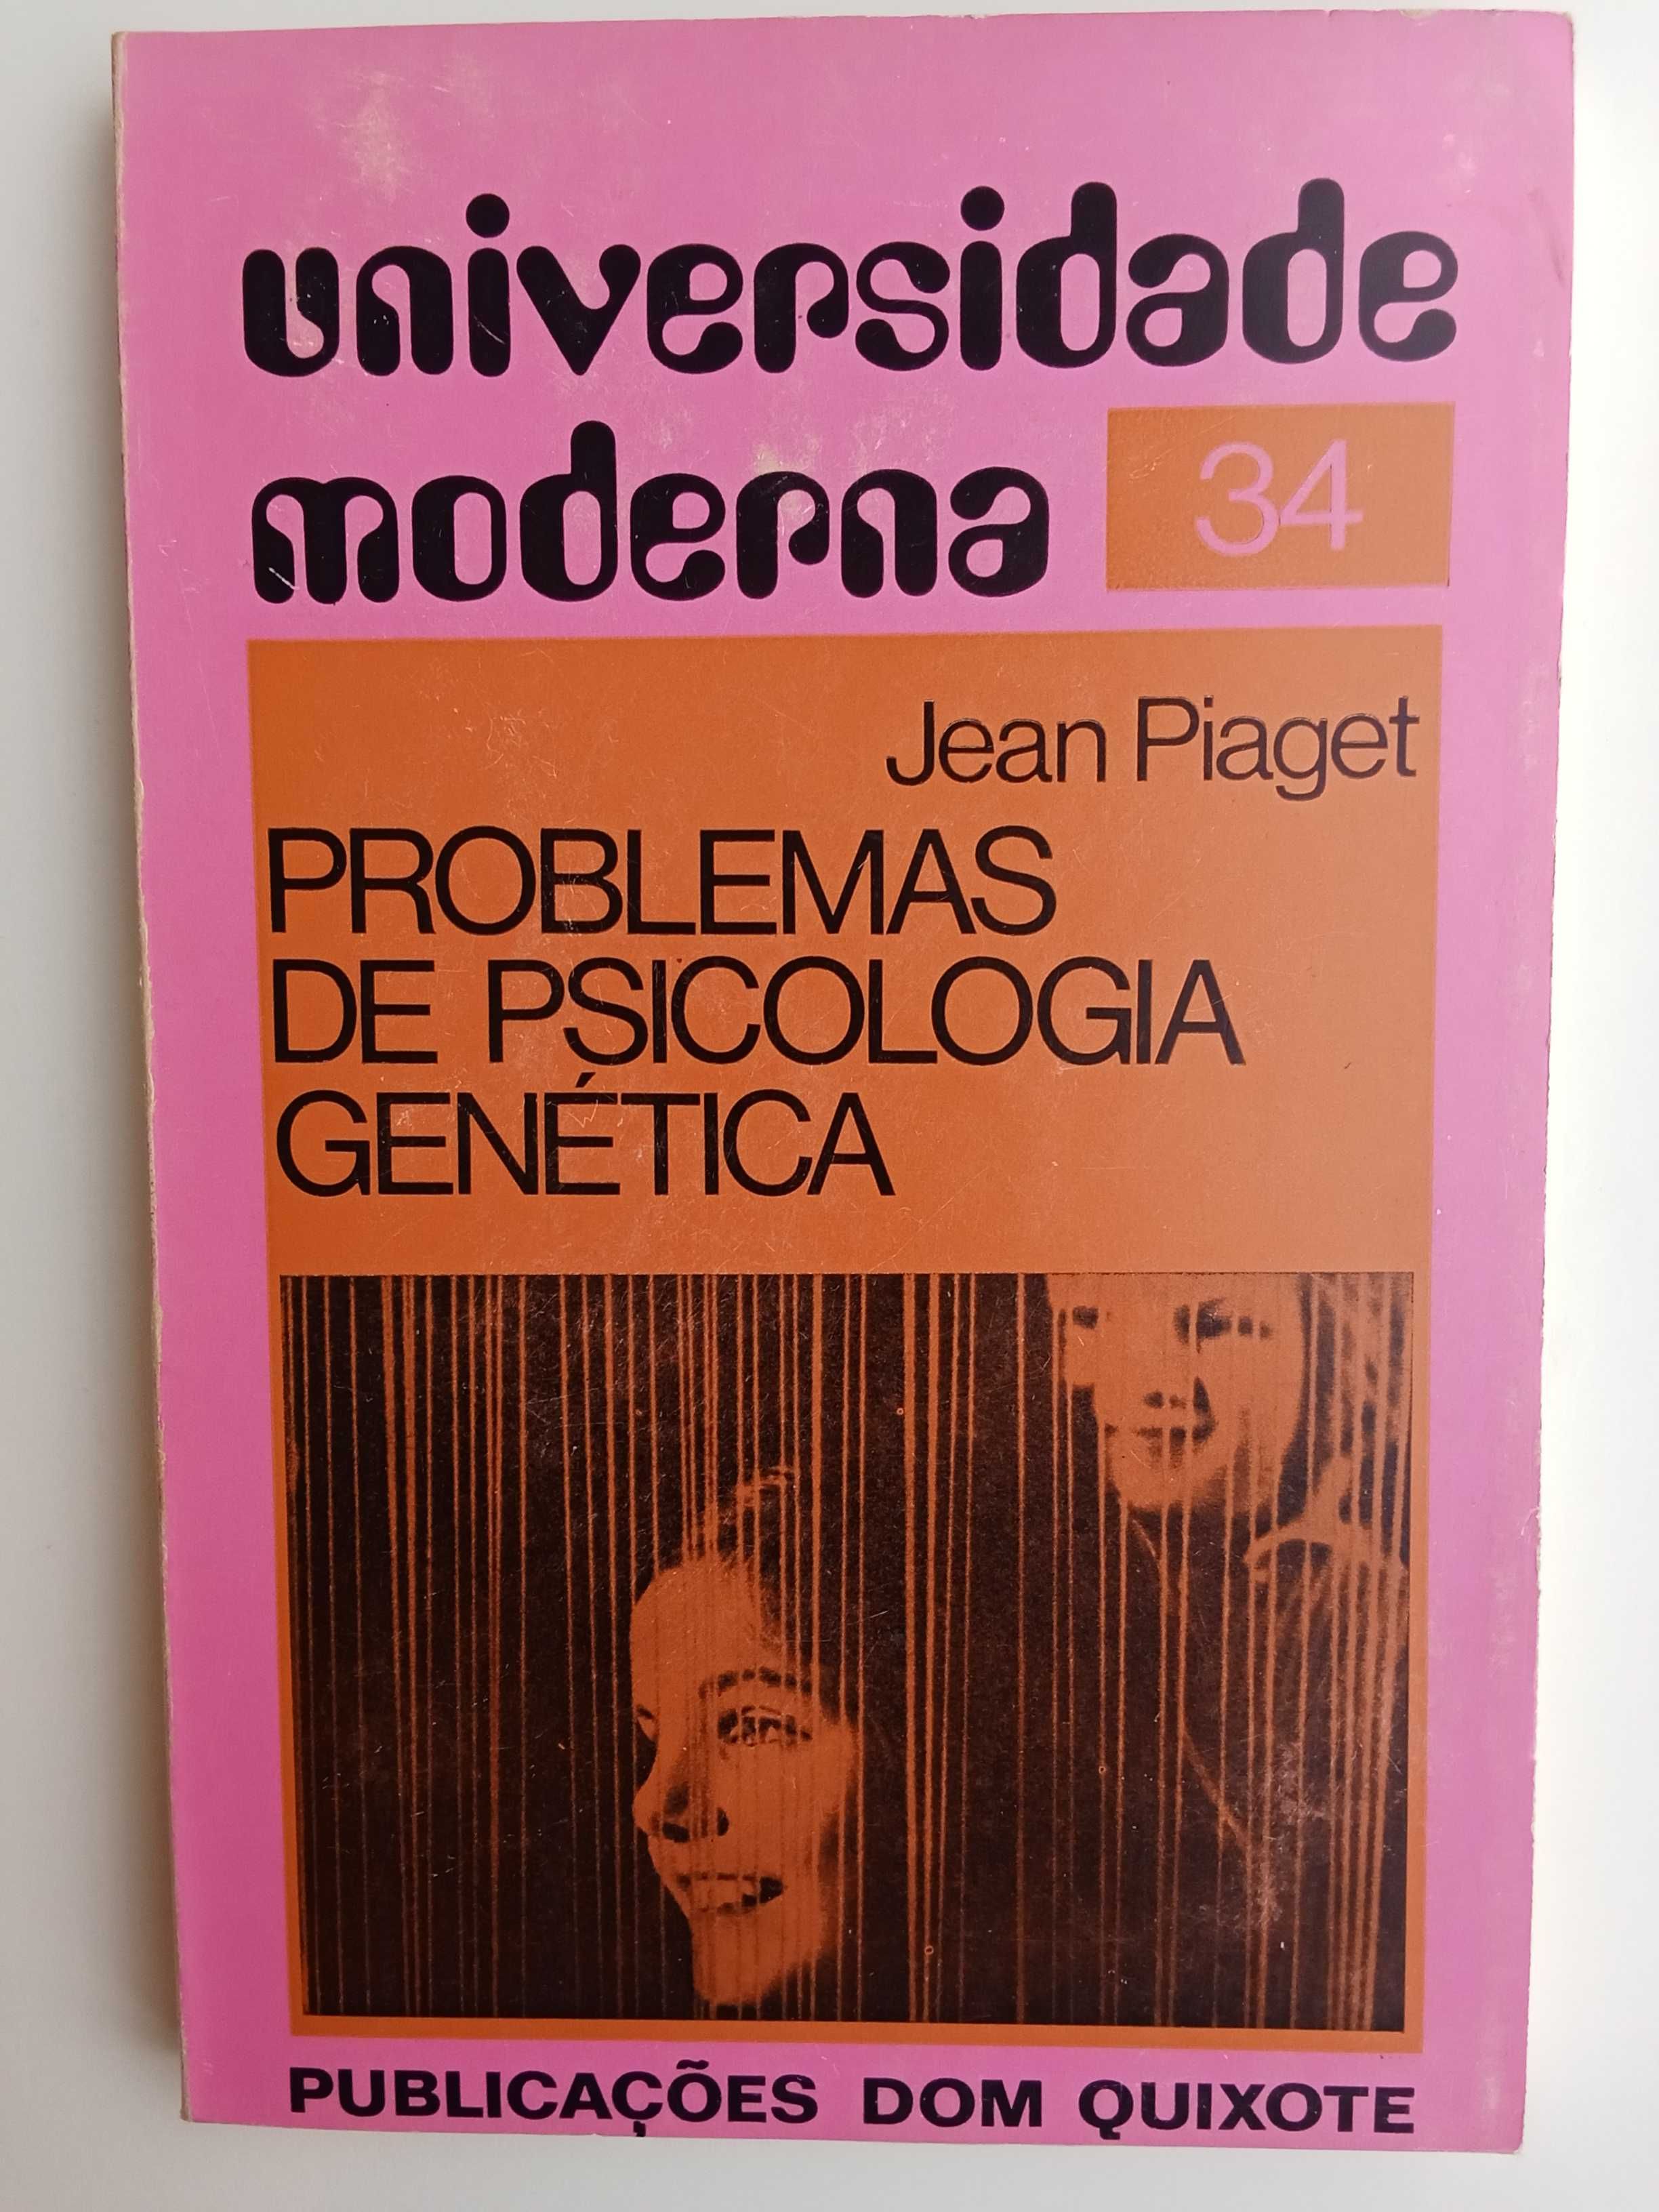 universidade
moderna 34
Jean Piaget
PROBLEMAS
DE PSICOLOGIA
GENÉTICA
PUBLICAÇÕES DOM QUIXOTE